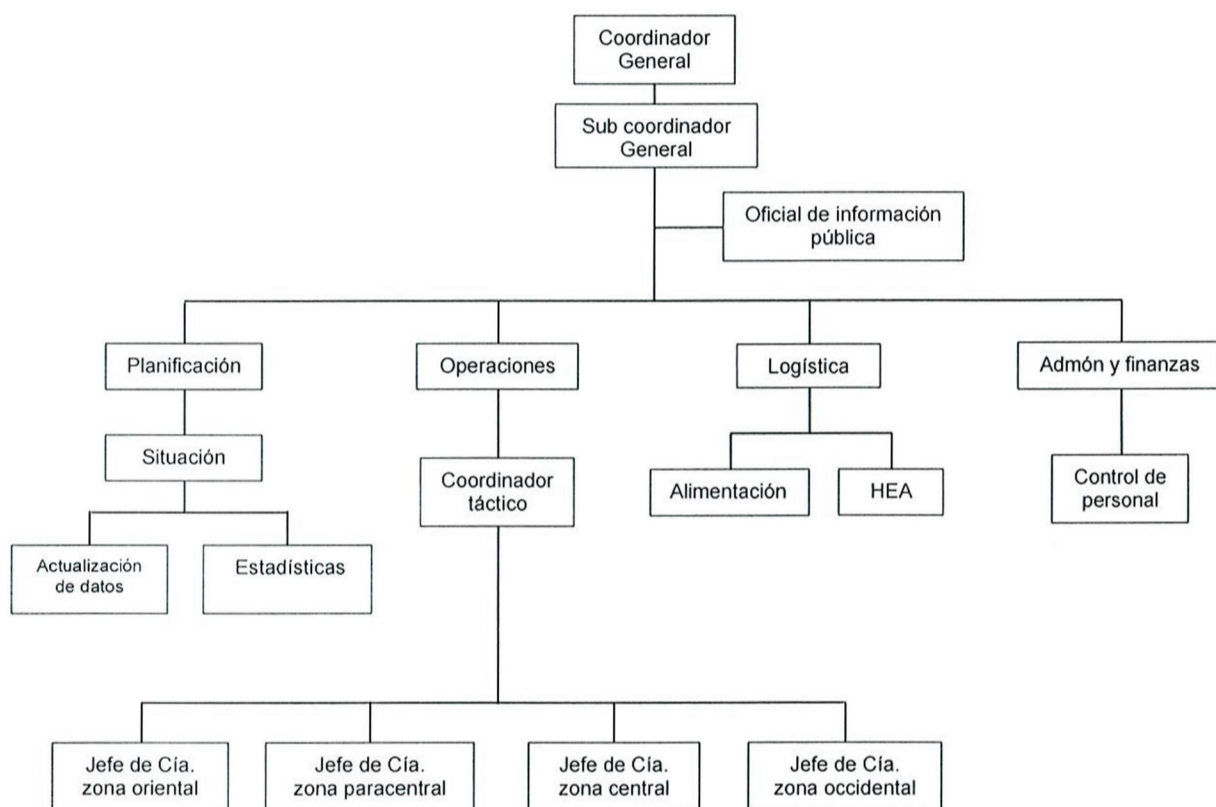 Coordinador
General
Sub coordinador
General
Oficial de información
pública
Planificación
Operaciones
Logística
Admón y finanzas
Situación
Coordinador
táctico
Alimentación
HEA
Control de
personal
Actualización
de datos
Estadísticas
Jefe de Cía.
zona oriental
Jefe de Cía.
zona paracentral
Jefe de Cía.
zona central
Jefe de Cía.
zona occidental